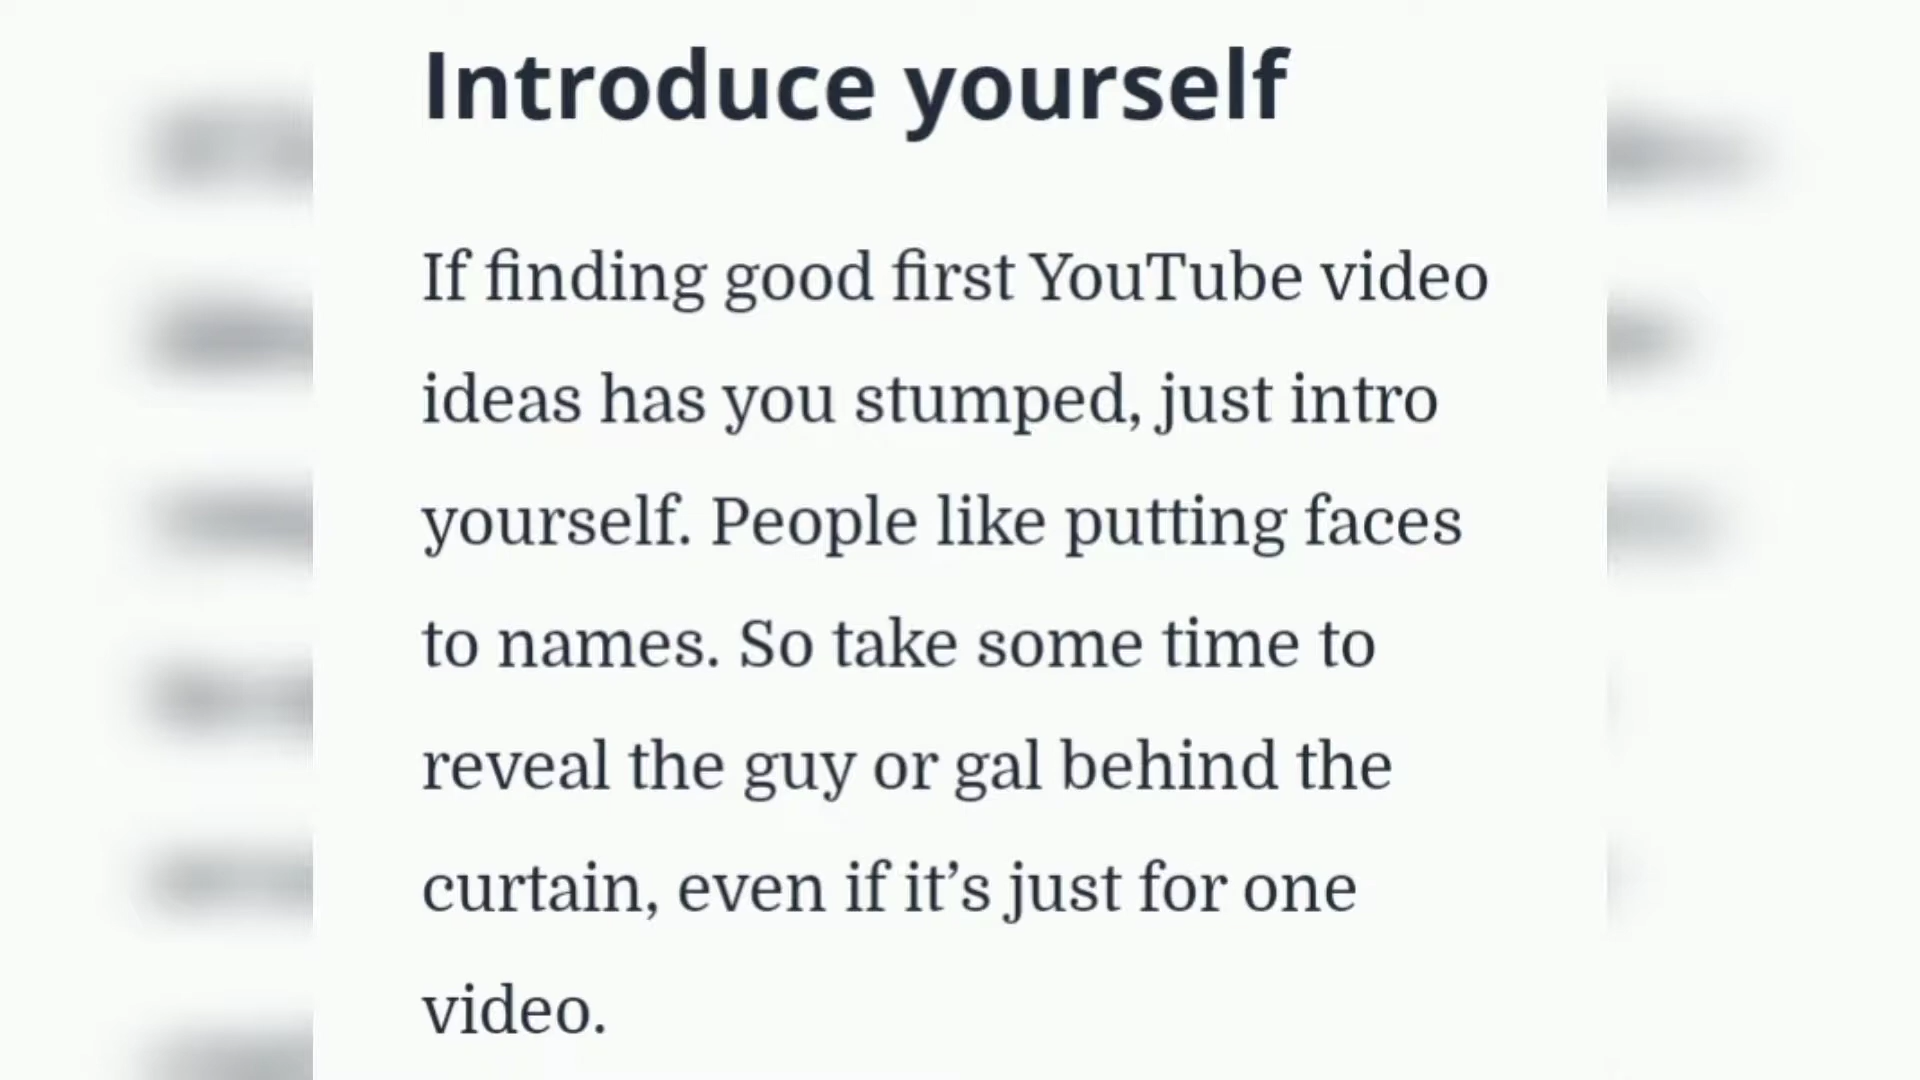 Introduce yourself
If finding good first YouTube video
ideas has you stumped, just intro
yourself. People like putting faces
to names. So take some time to
reveal the guy or gal behind the
curtain, even if it’s just for one
video.